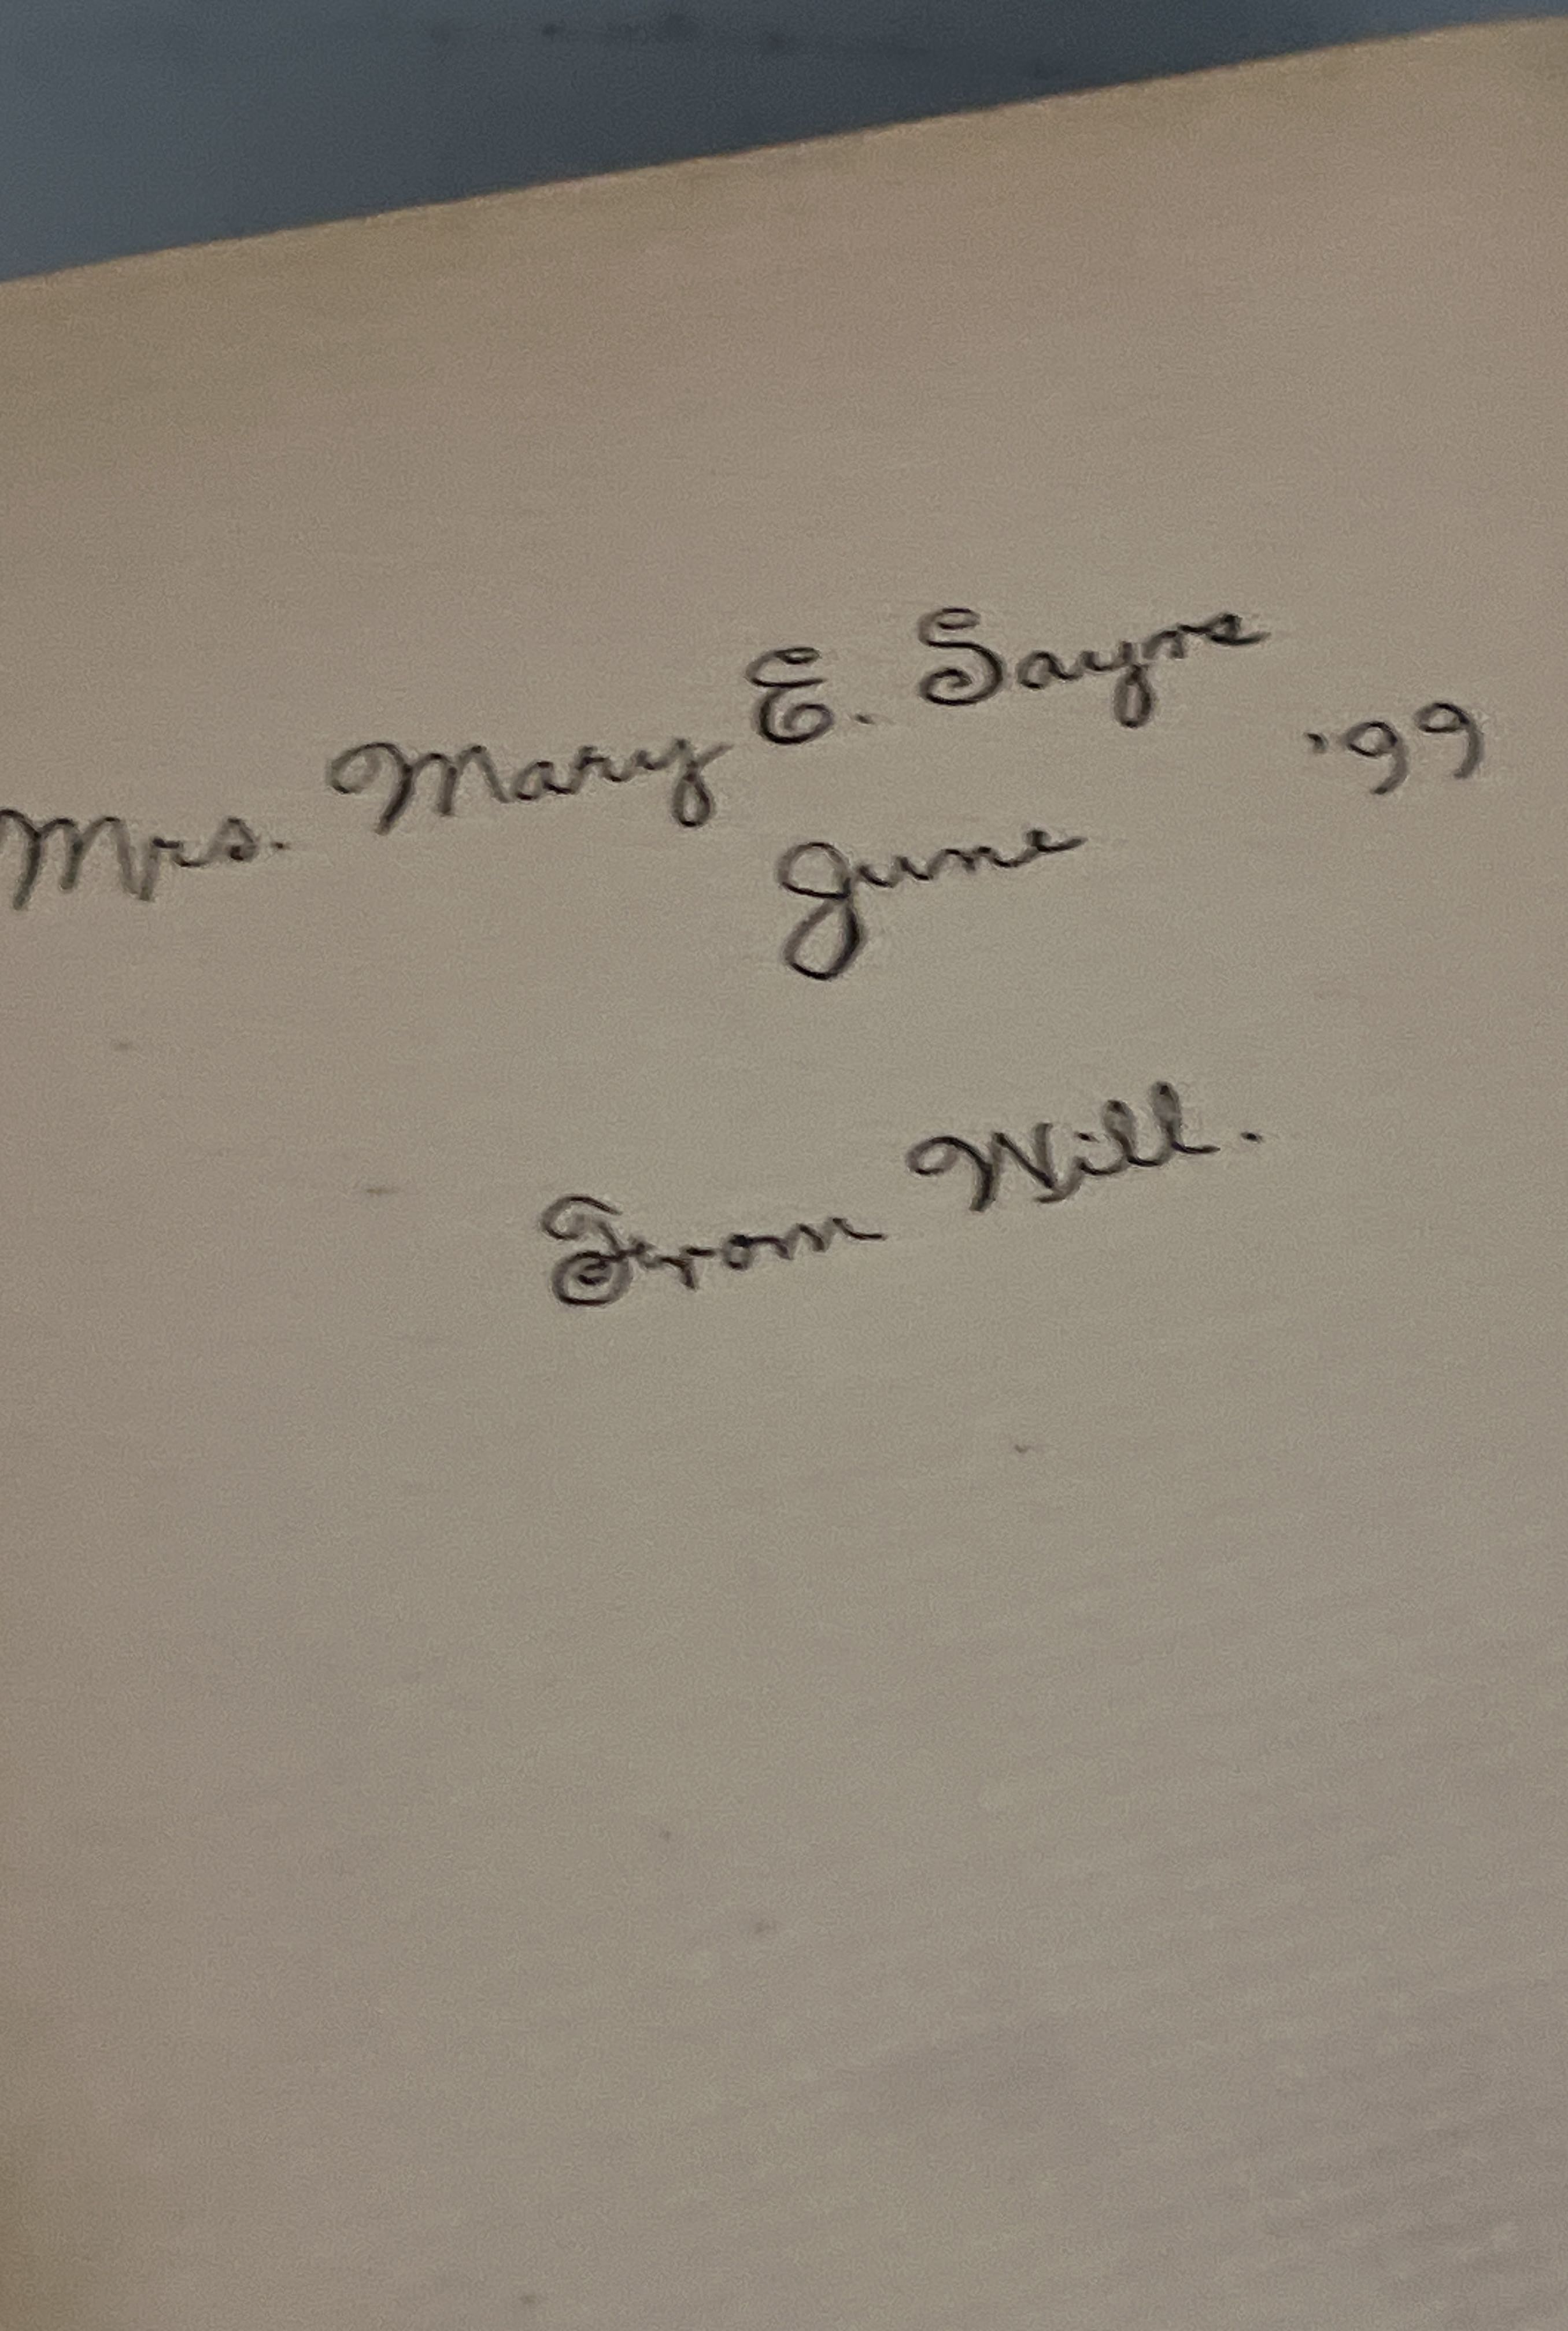 Mrs. Mary E. Sayre
June '99
From Will.